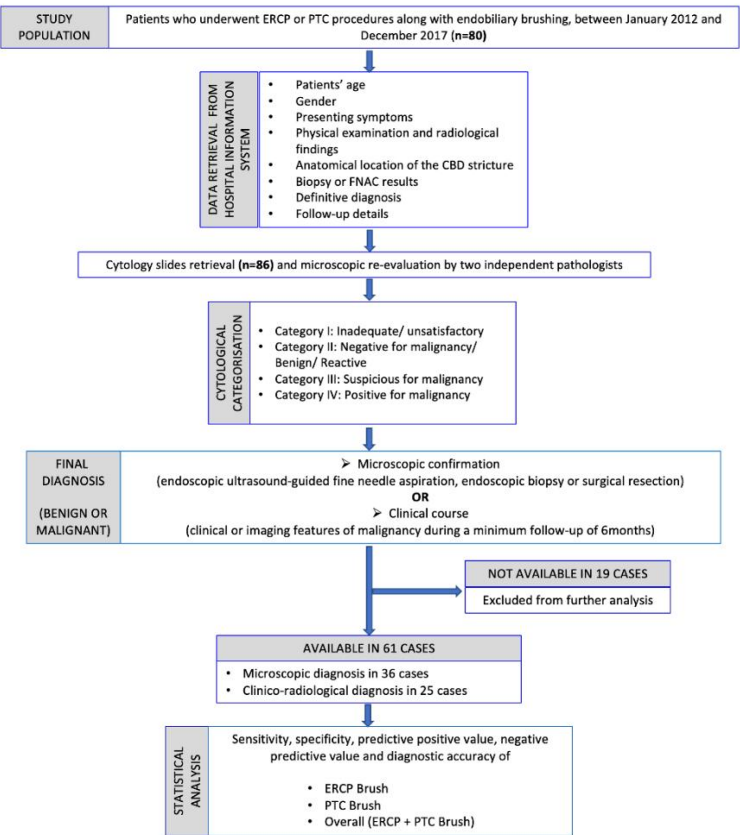 STUDY
POPULATION
Patients who underwent ERCP or PTC procedures along with endobiliary brushing, between January 2012 and
December 2017 (n=80)
DATA RETRIEVAL FROM
HOSPITAL INFORMATION
SYSTEM
• Patients' age
• Gender
• Presenting symptoms
• Physical examination and radiological
findings
• Anatomical location of the CBD stricture
• Biopsy or FNAC results
• Definitive diagnosis
• Follow-up details
Cytology slides retrieval (n=86) and microscopic re-evaluation by two independent pathologists
CYTOLOGICAL
CATEGORISATION
• Category I: Inadequate/ unsatisfactory
• Category II: Negative for malignancy/
Benign/ Reactive
• Category III: Suspicious for malignancy
• Category IV: Positive for malignancy
FINAL
DIAGNOSIS
(BENIGN OR
MALIGNANT)
➢ Microscopic confirmation
(endoscopic ultrasound-guided fine needle aspiration, endoscopic biopsy or surgical resection)
OR
➢ Clinical course
(clinical or imaging features of malignancy during a minimum follow-up of 6months)
NOT AVAILABLE IN 19 CASES
Excluded from further analysis
AVAILABLE IN 61 CASES
• Microscopic diagnosis in 36 cases
• Clinico-radiological diagnosis in 25 cases
STATISTICAL
ANALYSIS
Sensitivity, specificity, predictive positive value, negative
predictive value and diagnostic accuracy of
• ERCP Brush
• PTC Brush
• Overall (ERCP + PTC Brush)